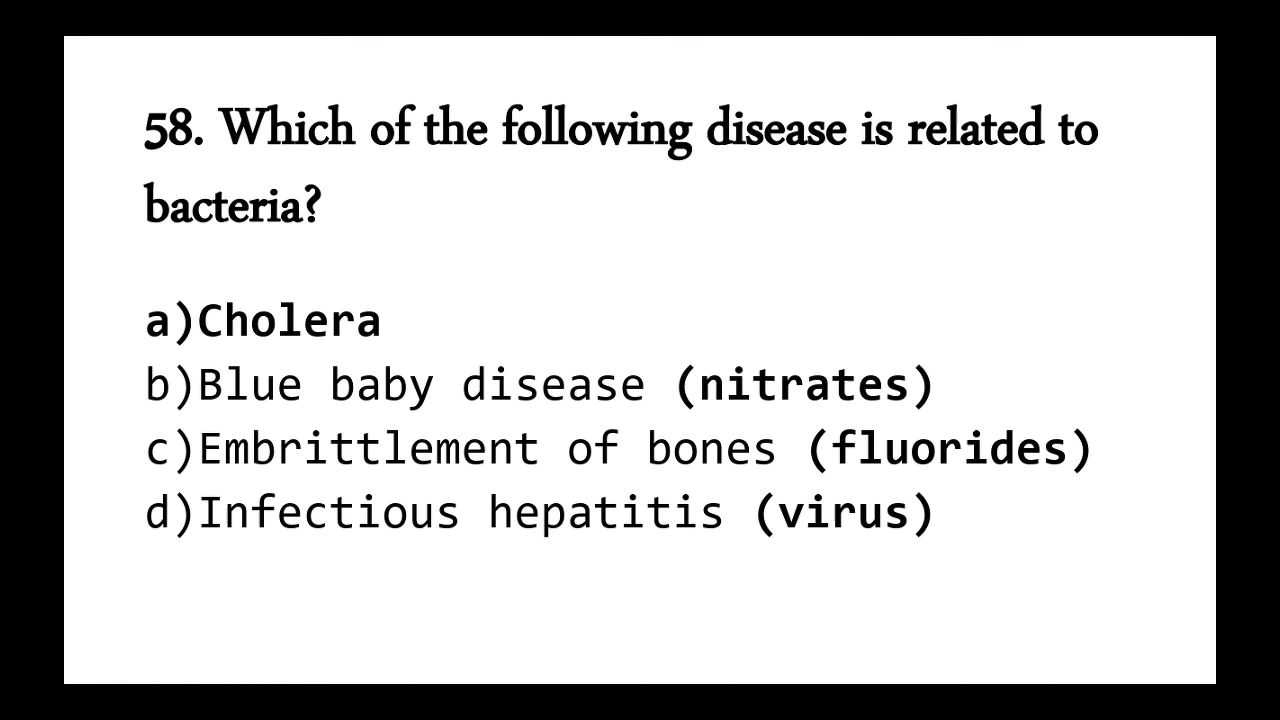 58. Which of the following disease is related to
bacteria?
a)Cholera
b)Blue baby disease (nitrates)
c)Embrittlement of bones (fluorides)
d)Infectious hepatitis (virus)